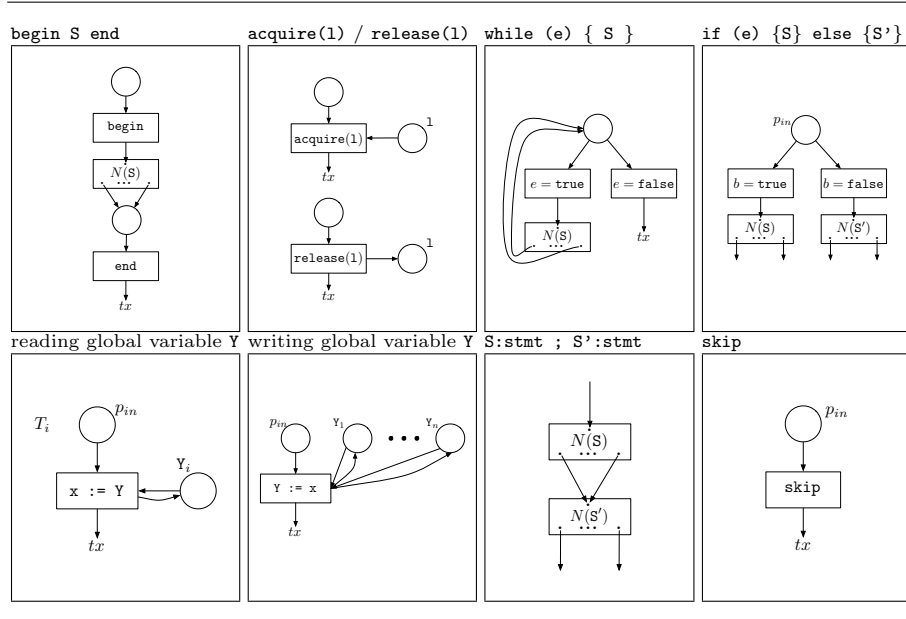 begin S end
begin
N(S)
...
end
tx
acquire(l) / release(l)
acquire(l)
l
tx
release(l)
l
tx
while (e) { S }
e = true
e = false
N(S)
...
tx
if (e) {S} else {S'}
p_in
b = true
b = false
N(S)
...
N(S′)
...
reading global variable Y
T_i
p_in
x := Y
Y_i
tx
writing global variable Y
p_in
Y_1
• • •
Y_n
Y := x
tx
S:stmt ; S':stmt
N(S)
...
N(S′)
...
skip
p_in
skip
tx